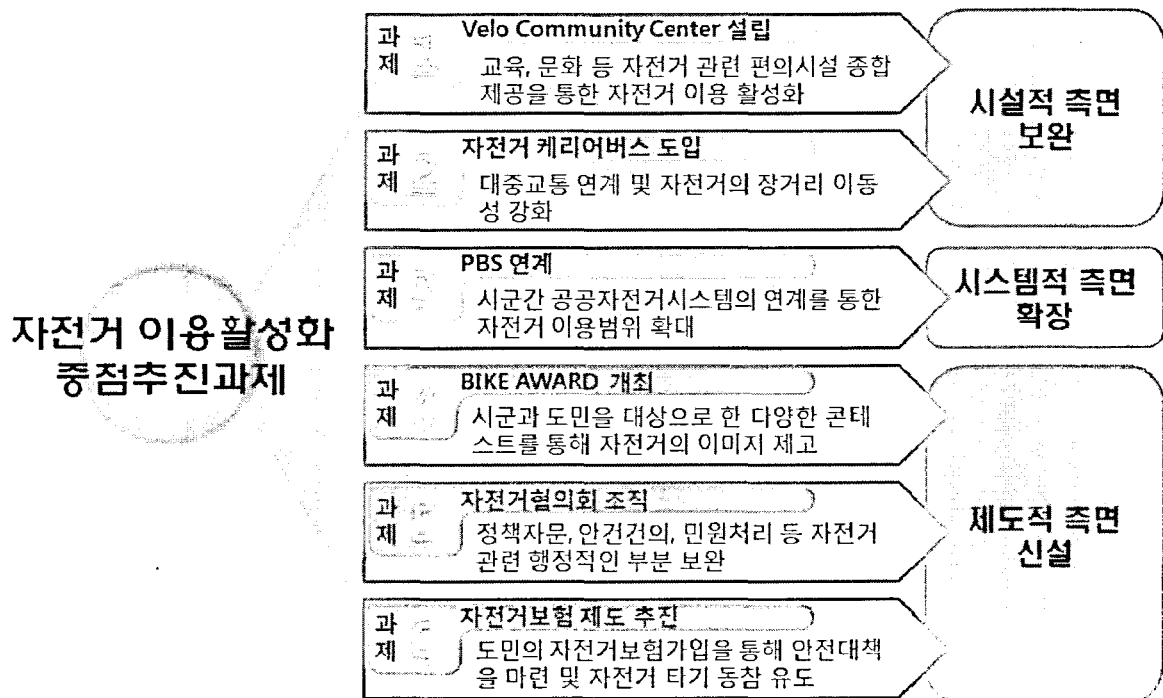 자전거 이용활성화
중점추진과제
과
제
Velo Community Center 설립
교육, 문화 등 자전거 관련 편의시설 종합
제공을 통한 자전거 이용 활성화
과
제
자전거 케리어버스 도입
대중교통 연계 및 자전거의 장거리 이동
성 강화
시설적 측면
보완
과
제
PBS 연계
시군간 공공자전거시스템의 연계를 통한
자전거 이용범위 확대
시스템적 측면
확장
과
제
BIKE AWARD 개최
시군과 도민을 대상으로 한 다양한 콘테
스트를 통해 자전거의 이미지 제고
과
제
자전거협의회 조직
정책자문, 안건건의, 민원처리 등 자전거
관련 행정적인 부분 보완
과
제
자전거보험 제도 추진
도민의 자전거보험가입을 통해 안전대책
을 마련 및 자전거 타기 동참 유도
제도적 측면
신설